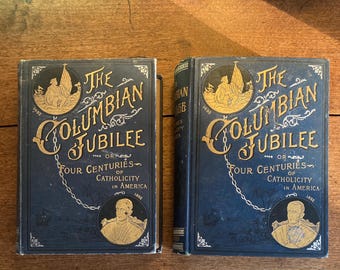 THE
COLUMBIAN
JUBILEE
OR
FOUR CENTURIES
OF
CATHOLICITY
IN AMERICA
THE
COLUMBIAN
JUBILEE
OR
FOUR CENTURIES
OF
CATHOLICITY
IN AMERICA